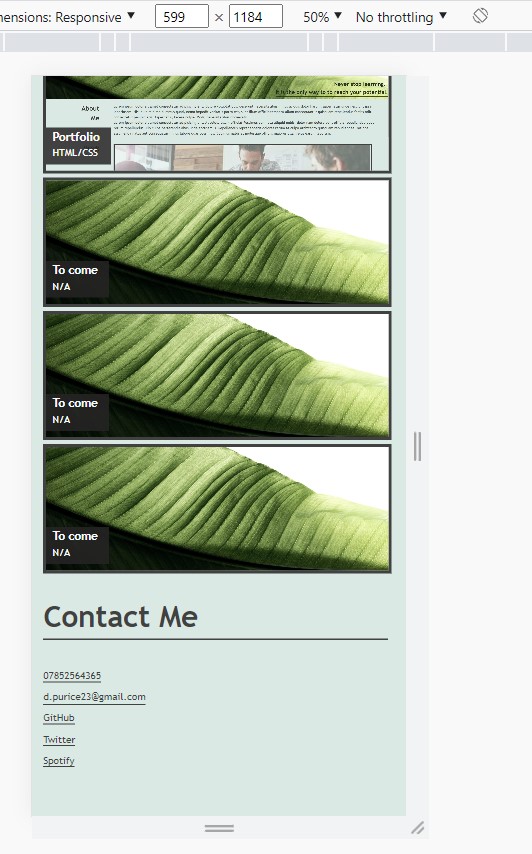 ensions: Responsive ▼ 599 × 1184 50% ▼ No throttling ▼
Never stop learning.
It is the only way to to reach your potential.
About
Me
Portfolio
HTML/CSS
To come
N/A
To come
N/A
To come
N/A
Contact Me
07852564365
d.purice23@gmail.com
GitHub
Twitter
Spotify